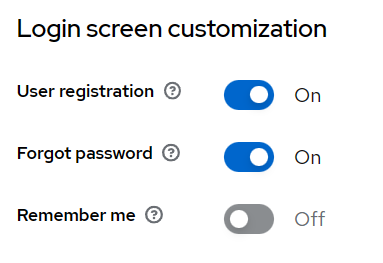 Login screen customization
User registration On
Forgot password On
Remember me Off